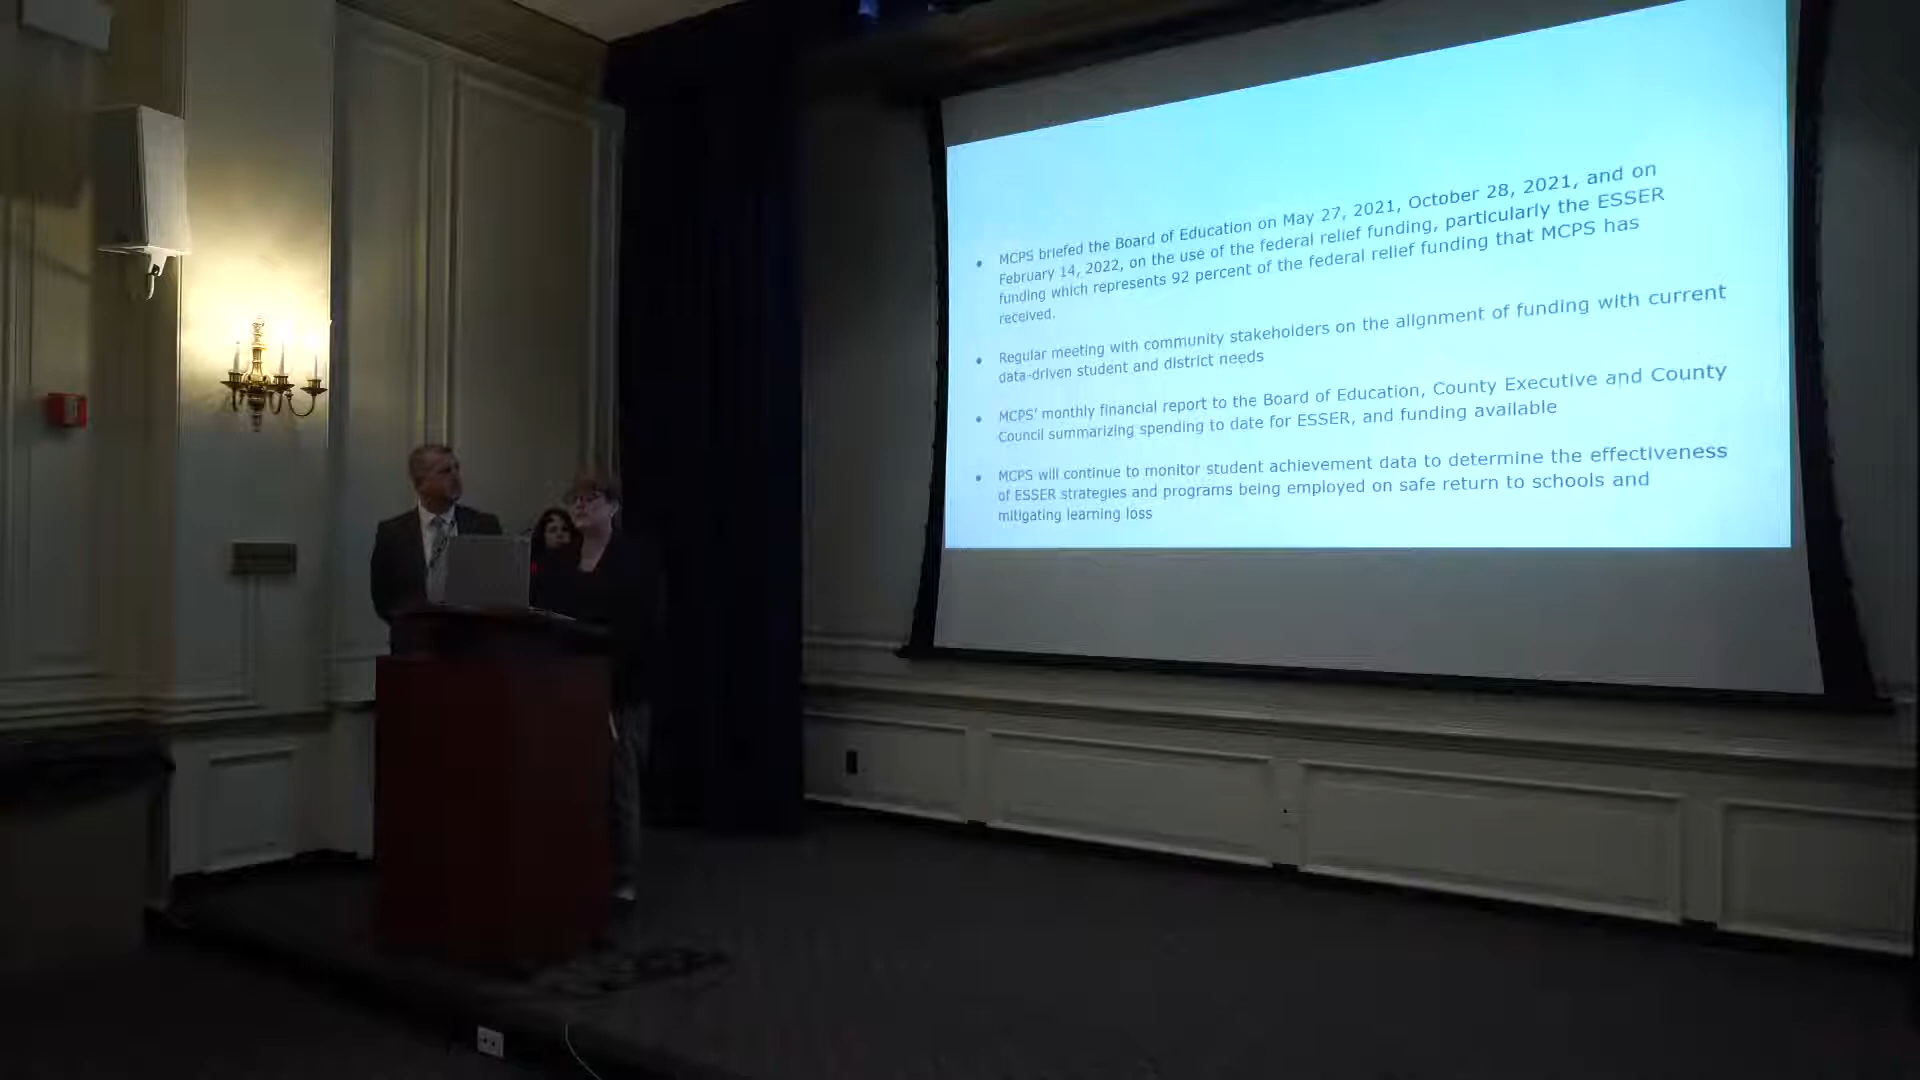 • MCPS briefed the Board of Education on May 27, 2021, October 28, 2021, and on
February 14, 2022, on the use of the federal relief funding, particularly the ESSER
funding which represents 92 percent of the federal relief funding that MCPS has
received.
• Regular meeting with community stakeholders on the alignment of funding with current
data-driven student and district needs
• MCPS' monthly financial report to the Board of Education, County Executive and County
Council summarizing spending to date for ESSER, and funding available
• MCPS will continue to monitor student achievement data to determine the effectiveness
of ESSER strategies and programs being employed on safe return to schools and
mitigating learning loss